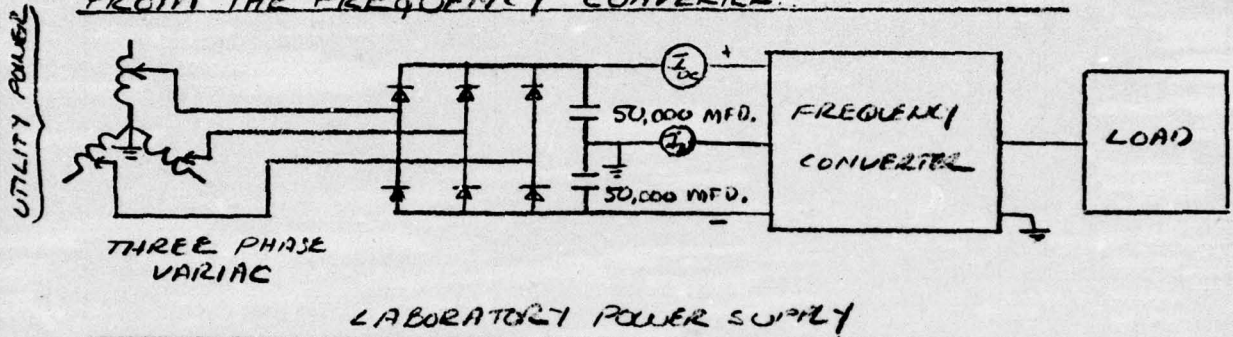 FROM THE FREQUENCY CONVERTER.
UTILITY POWER
THREE PHASE
VARIAC
50,000 MFD.
50,000 MFD.
I DC
+
−
FREQUENCY
CONVERTER
LOAD
LABORATORY POWER SUPPLY